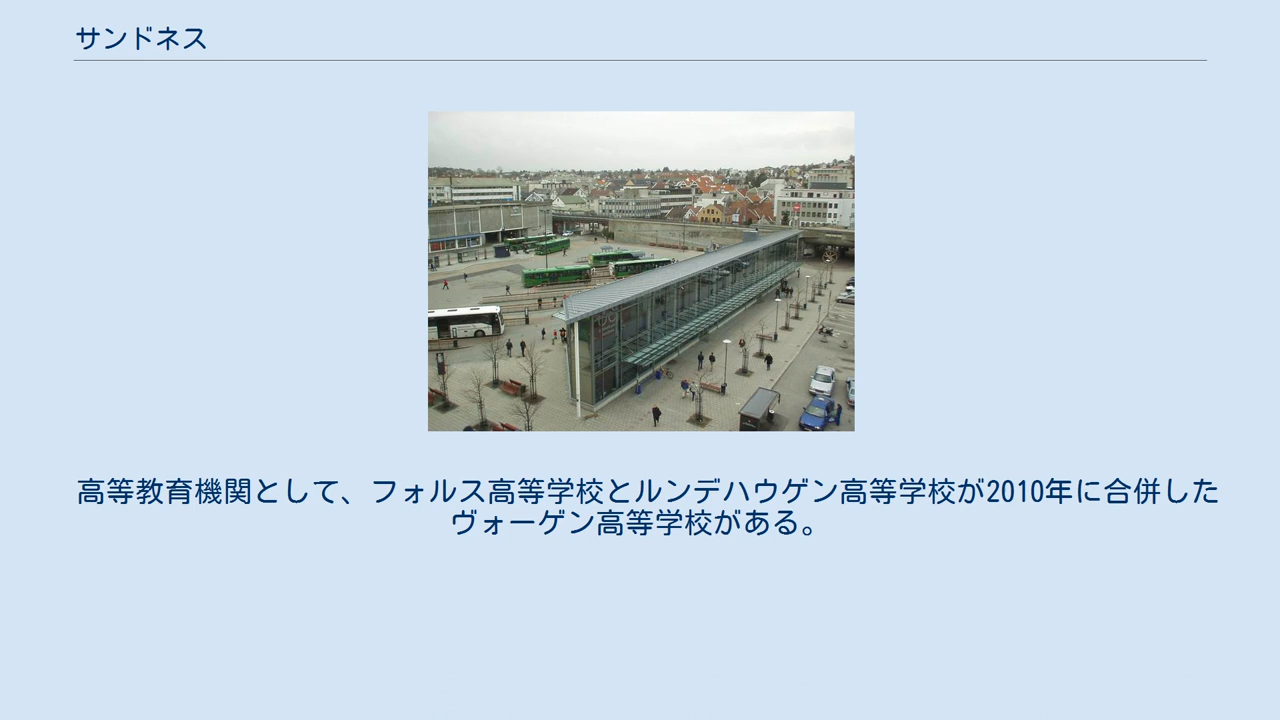 サンドネス
高等教育機関として、フォルス高等学校とルンデハウゲン高等学校が2010年に合併した
ヴォーゲン高等学校がある。